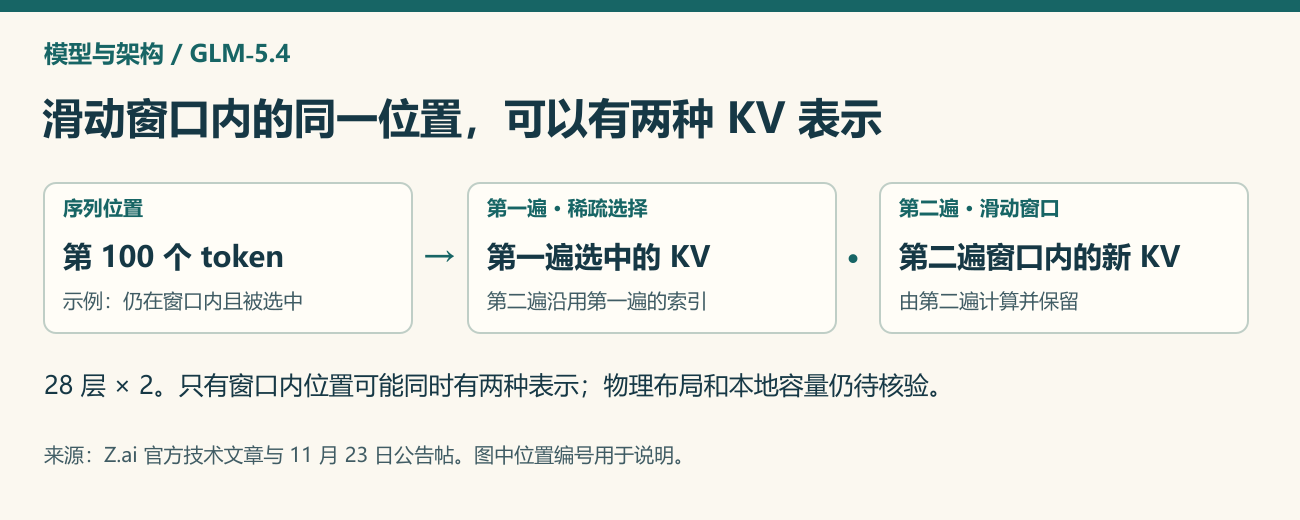 模型与架构 / GLM-5.4
滑动窗口内的同一位置，可以有两种 KV 表示
序列位置
第 100 个 token
示例：仍在窗口内且被选中
→
第一遍・稀疏选择
第一遍选中的 KV
第二遍沿用第一遍的索引
•
第二遍・滑动窗口
第二遍窗口内的新 KV
由第二遍计算并保留
28 层 × 2。只有窗口内位置可能同时有两种表示；物理布局和本地容量仍待核验。
来源：Z.ai 官方技术文章与 11 月 23 日公告帖。图中位置编号用于说明。